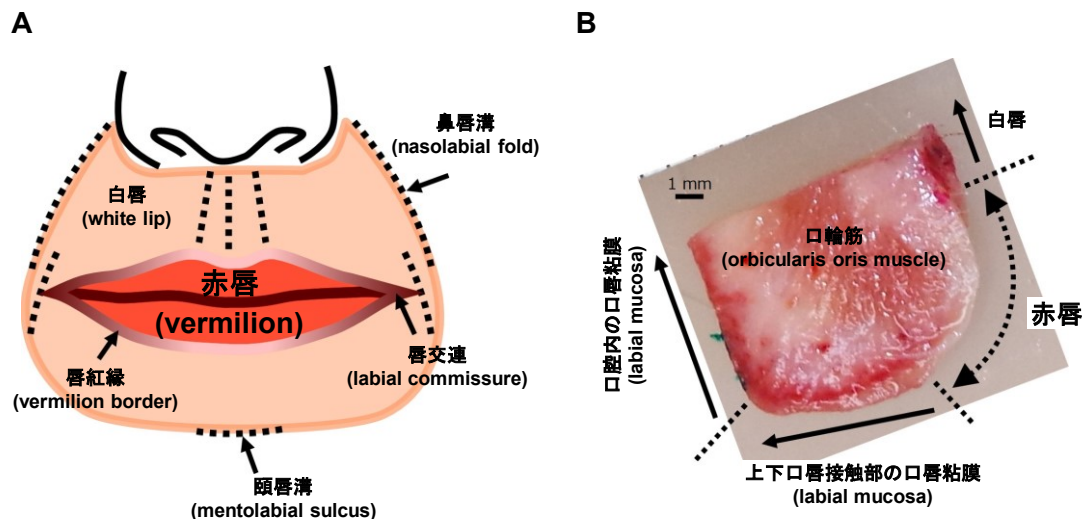 A
鼻唇溝
(nasolabial fold)
白唇
(white lip)
赤唇
(vermilion)
唇交連
(labial commissure)
唇紅縁
(vermilion border)
頤唇溝
(mentolabial sulcus)
B
白唇
1 mm
口輪筋
(orbicularis oris muscle)
口腔内の口唇粘膜
(labial mucosa)
赤唇
上下口唇接触部の口唇粘膜
(labial mucosa)